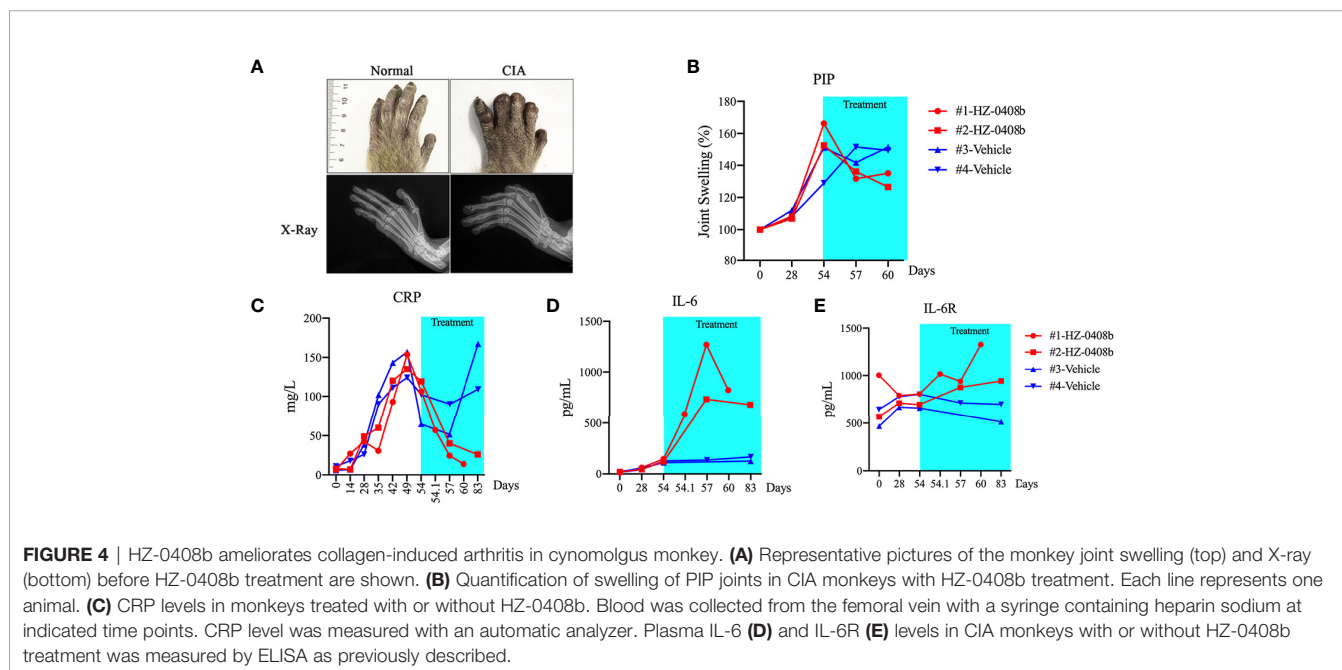 A
Normal
CIA
X-Ray
11
10
9
8
7
6
B
PIP
Treatment
Joint Swelling (%)
180
160
140
120
100
80
0 28 54 57 60 Days
#1-HZ-0408b
#2-HZ-0408b
#3-Vehicle
#4-Vehicle
C
CRP
Treatment
mg/L
200
150
100
50
0
0 14 28 35 42 49 54 54.1 57 60 83 Days
D
IL-6
Treatment
pg/mL
1500
1000
500
0
0 28 54 54.1 57 83 Days
E
IL-6R
Treatment
pg/mL
1500
1000
500
0
0 28 54 54.1 57 60 83 Days
#1-HZ-0408b
#2-HZ-0408b
#3-Vehicle
#4-Vehicle
FIGURE 4 | HZ-0408b ameliorates collagen-induced arthritis in cynomolgus monkey. (A) Representative pictures of the monkey joint swelling (top) and X-ray
(bottom) before HZ-0408b treatment are shown. (B) Quantification of swelling of PIP joints in CIA monkeys with HZ-0408b treatment. Each line represents one
animal. (C) CRP levels in monkeys treated with or without HZ-0408b. Blood was collected from the femoral vein with a syringe containing heparin sodium at
indicated time points. CRP level was measured with an automatic analyzer. Plasma IL-6 (D) and IL-6R (E) levels in CIA monkeys with or without HZ-0408b
treatment was measured by ELISA as previously described.